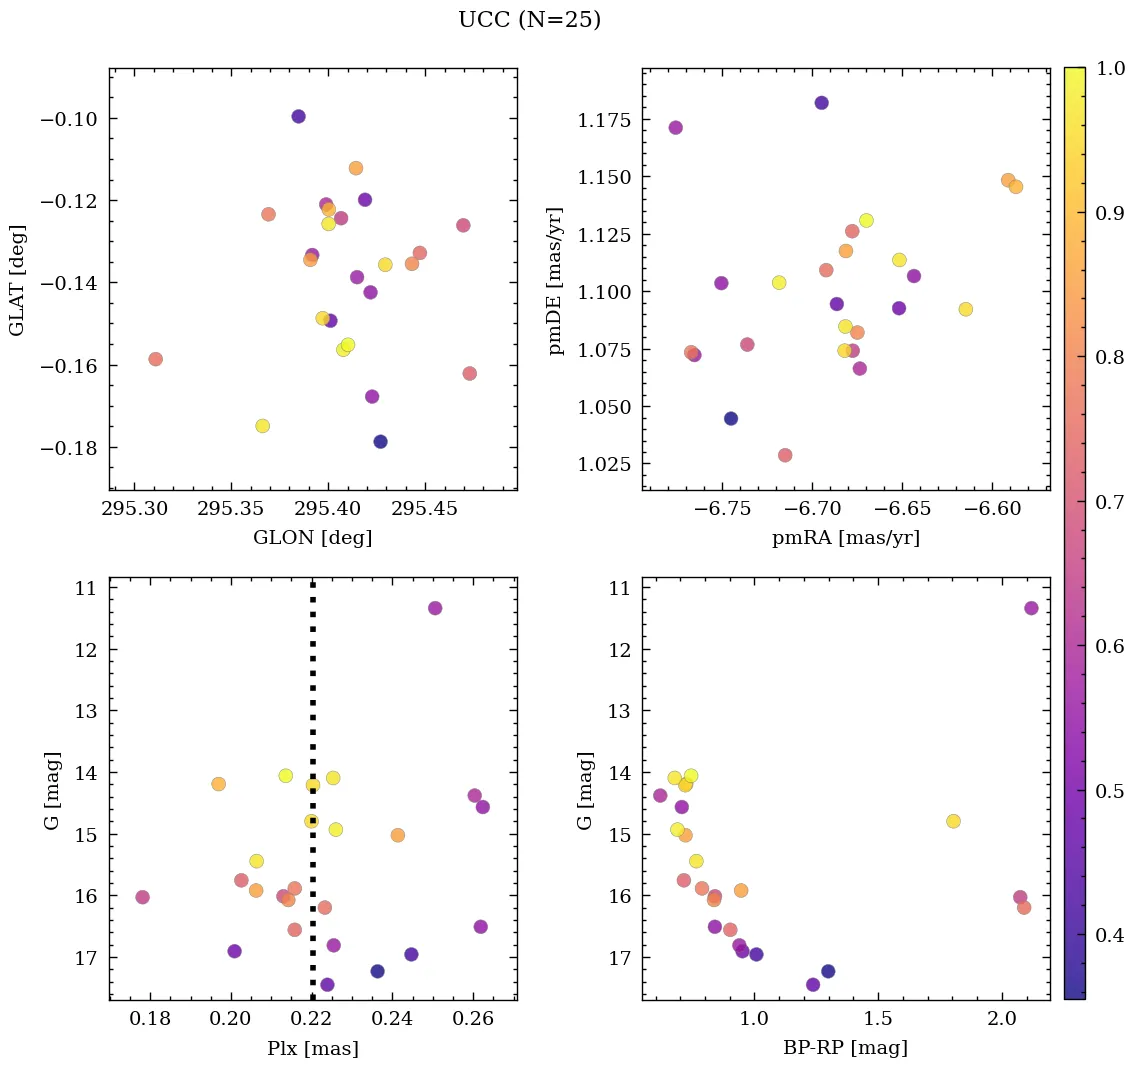 UCC (N=25)
−0.10
−0.12
−0.14
−0.16
−0.18
GLAT [deg]
295.30 295.35 295.40 295.45
GLON [deg]
1.175
1.150
1.125
1.100
1.075
1.050
1.025
pmDE [mas/yr]
−6.75 −6.70 −6.65 −6.60
pmRA [mas/yr]
11
12
13
14
15
16
17
G [mag]
0.18 0.20 0.22 0.24 0.26
Plx [mas]
11
12
13
14
15
16
17
G [mag]
1.0 1.5 2.0
BP-RP [mag]
1.0
0.9
0.8
0.7
0.6
0.5
0.4